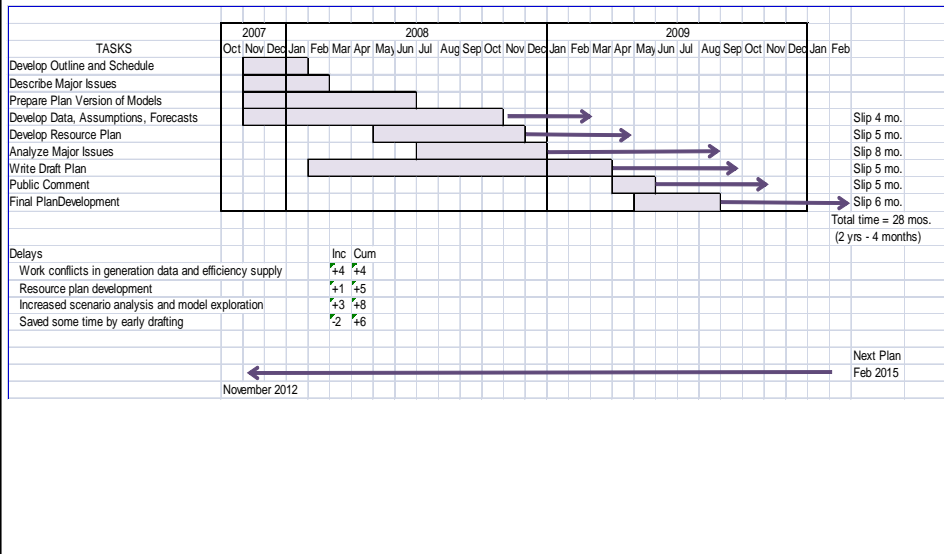 2007 2008 2009
TASKS Oct Nov Dec Jan Feb Mar Apr May Jun Jul Aug Sep Oct Nov Dec Jan Feb Mar Apr May Jun Jul Aug Sep Oct Nov Dec Jan Feb
Develop Outline and Schedule
Describe Major Issues
Prepare Plan Version of Models
Develop Data, Assumptions, Forecasts Slip 4 mo.
Develop Resource Plan Slip 5 mo.
Analyze Major Issues Slip 8 mo.
Write Draft Plan Slip 5 mo.
Public Comment Slip 5 mo.
Final PlanDevelopment Slip 6 mo.
Total time = 28 mos.
(2 yrs - 4 months)
Delays Inc Cum
Work conflicts in generation data and efficiency supply +4 +4
Resource plan development +1 +5
Increased scenario analysis and model exploration +3 +8
Saved some time by early drafting -2 +6
Next Plan
Feb 2015
November 2012